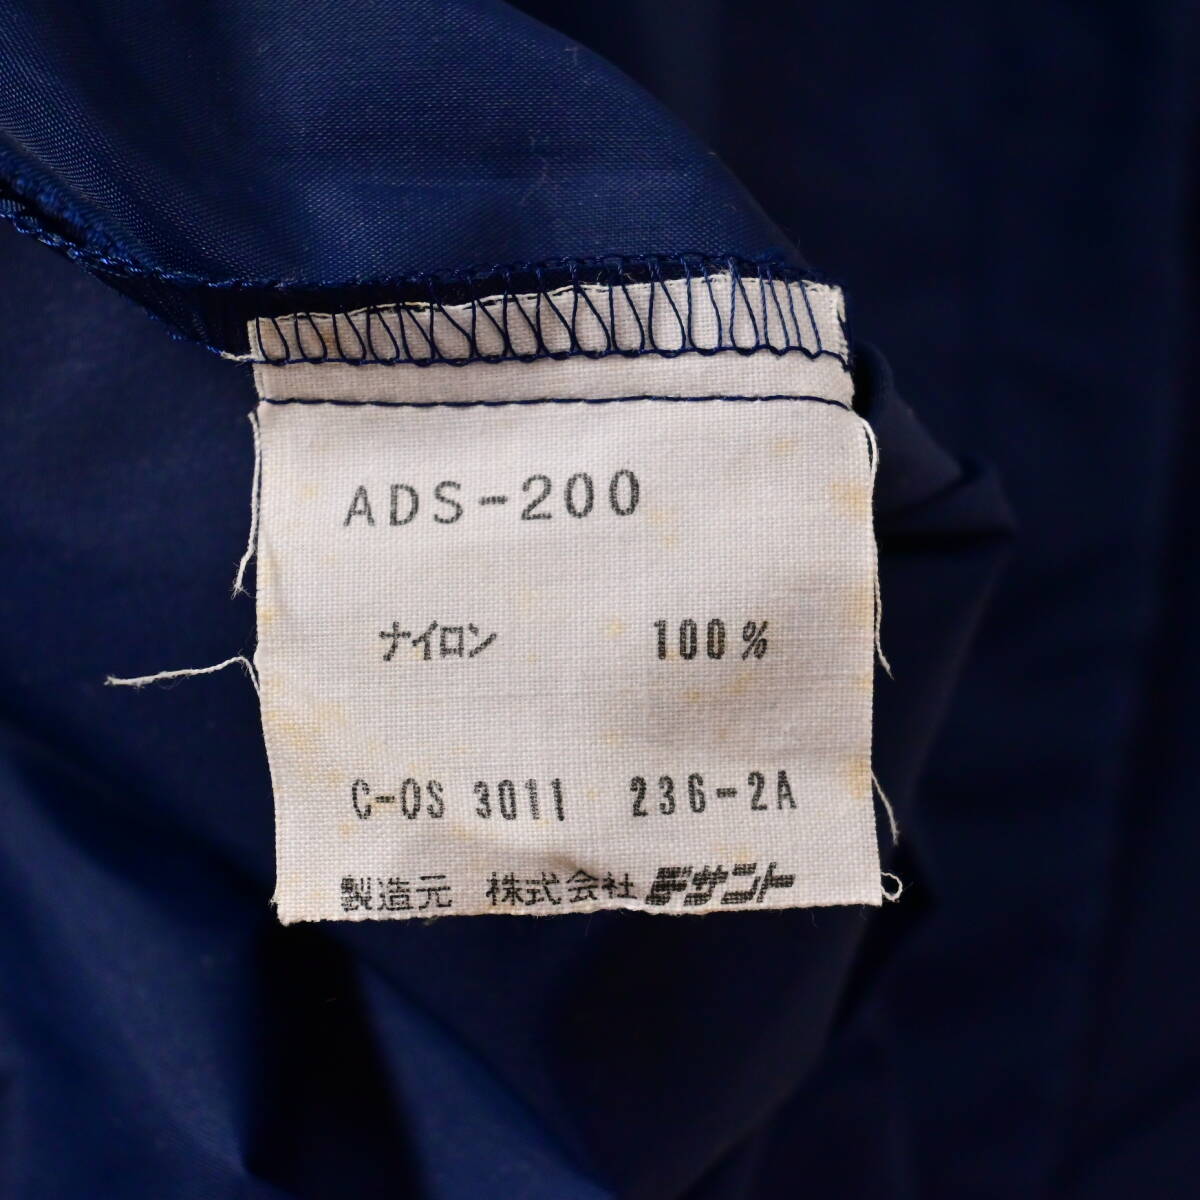 ADS-200
ナイロン 100%
C-OS 3011 236-2A
製造元 株式会社デサント